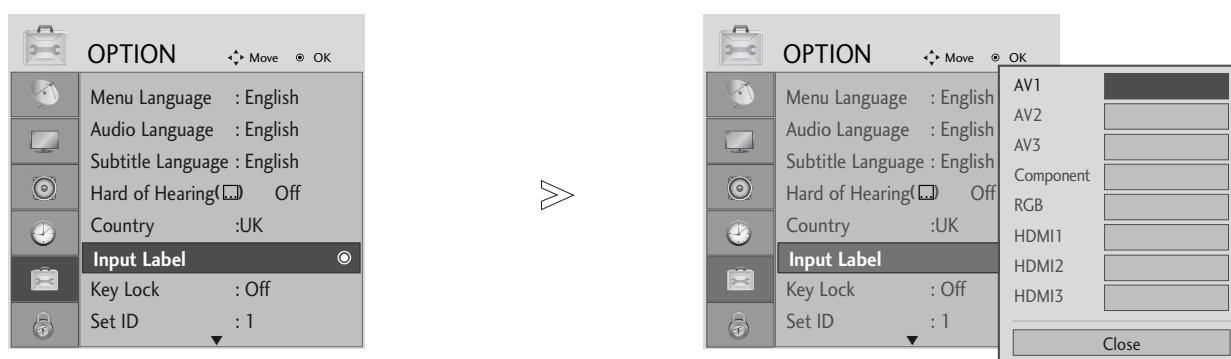 OPTION Move OK
Menu Language : English
Audio Language : English
Subtitle Language : English
Hard of Hearing( ) Off
Country :UK
Input Label
Key Lock : Off
Set ID : 1
OPTION Move OK
Menu Language : English
Audio Language : English
Subtitle Language : English
Hard of Hearing( ) Off
Country :UK
Input Label
Key Lock : Off
Set ID : 1
AV1
AV2
AV3
Component
RGB
HDMI1
HDMI2
HDMI3
Close